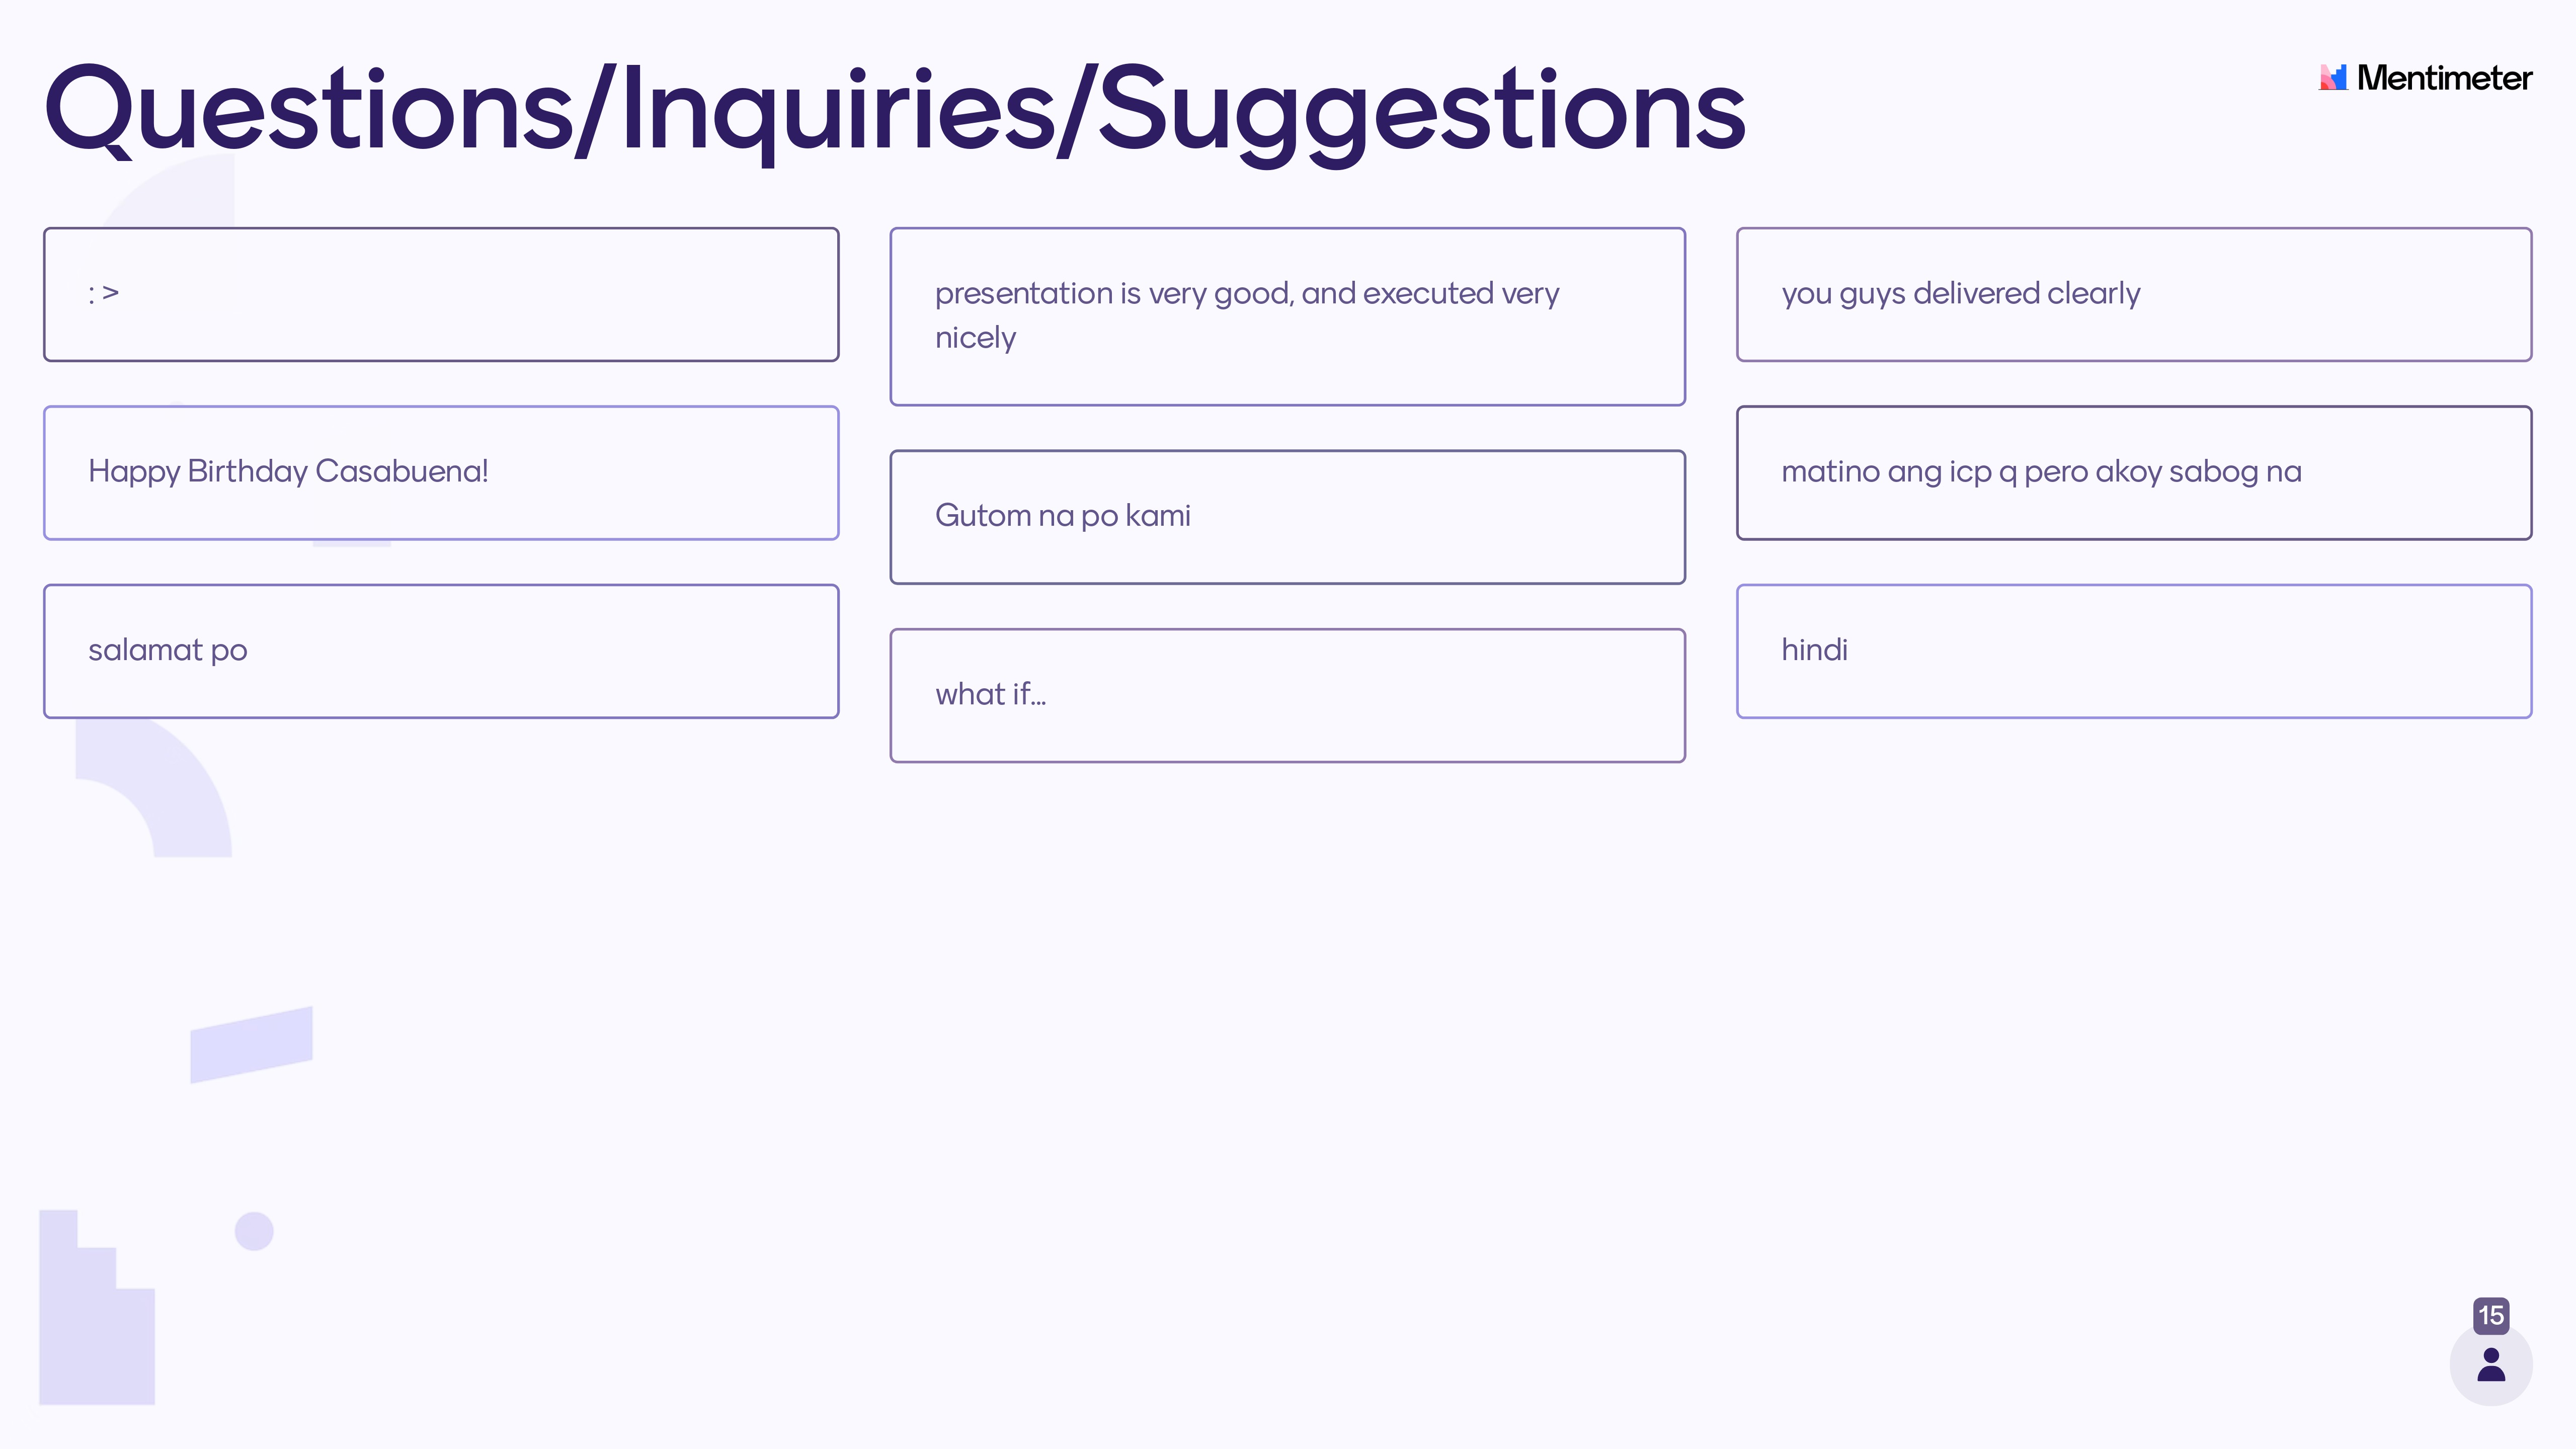 Questions/Inquiries/Suggestions
Mentimeter
: >
presentation is very good, and executed very
nicely
you guys delivered clearly
Happy Birthday Casabuena!
Gutom na po kami
matino ang icp q pero akoy sabog na
salamat po
what if...
hindi
15